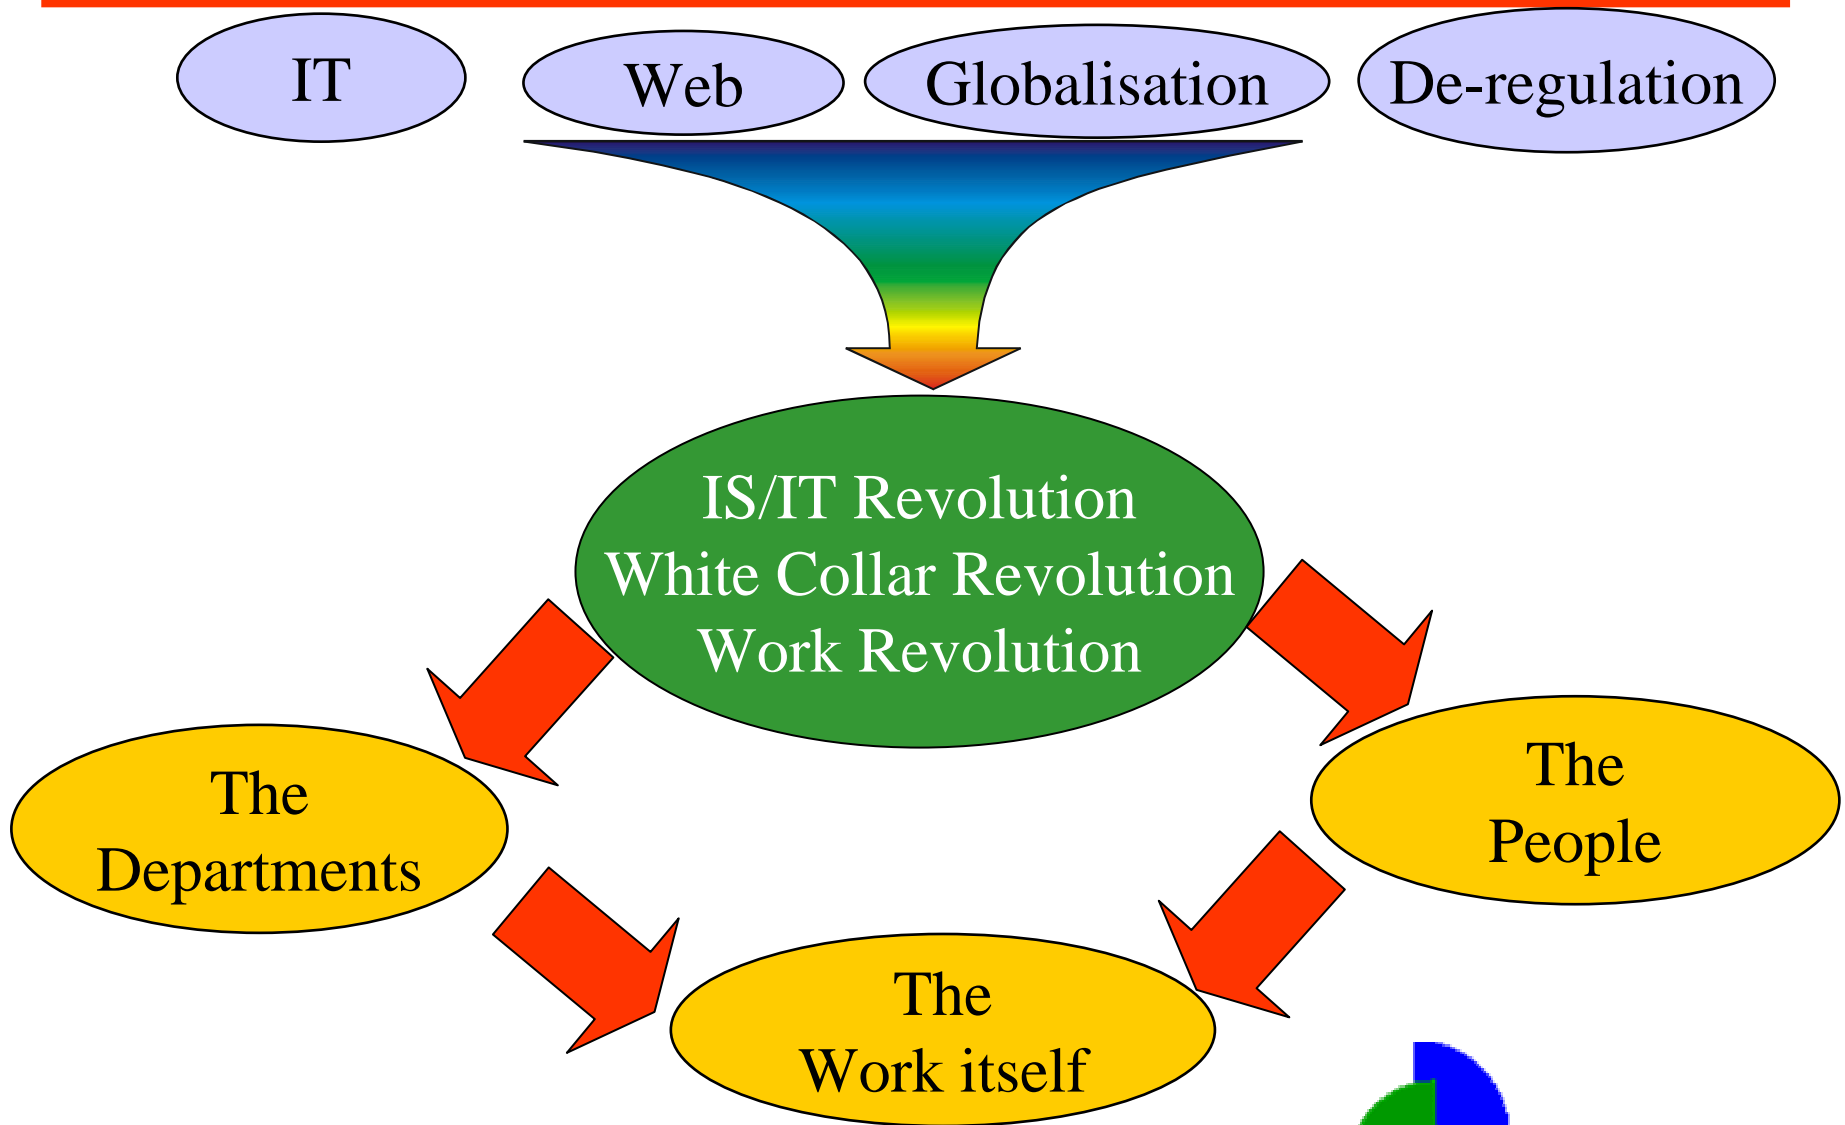 IT
Web
Globalisation
De-regulation
IS/IT Revolution
White Collar Revolution
Work Revolution
The
Departments
The
People
The
Work itself